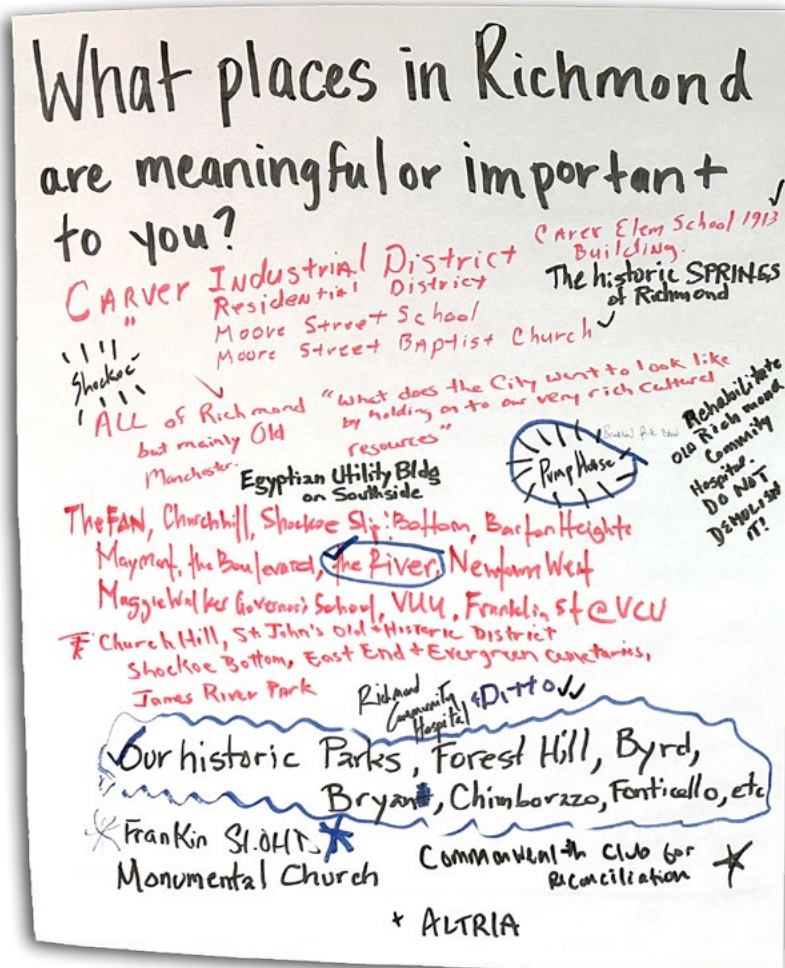 What places in Richmond
are meaningful or important
to you?
CARVER Industrial District
" Residential District
Moore Street School
Moore Street BAptist Church ✓
CArver Elem School 1913 ✓
Building.
The historic SPRINGS
of Richmond
Shockoe
ALL of Richmond
but mainly Old
Manchester.
"What does the City want to look like
by holding on to our very rich Cultural
resources"
Egyptian Utility Bldg
on Southside
Pump House
Rehabilitate
Old Richmond
Community
Hospital.
DO NOT
DEMOLISH
IT!
The FAN, Churchhill, Shockoe Slip: Bottom, Barton Heights
Maymont, the Boulevard, the River, Newtown West
Maggie Walker Governor's School, VUU, Franklin St @ VCU
Church Hill, St John's Old + Historic District
Shockoe Bottom, East End + Evergreen cemetaries,
James River Park
Richmond
Community
Hospital
Ditto ✓✓
✓ Our historic Parks, Forest Hill, Byrd,
Bryan, Chimborazo, Fonticello, etc
Frankin St.
Monumental Church
Commonwealth Club for
Reconciliation
+ ALTRIA